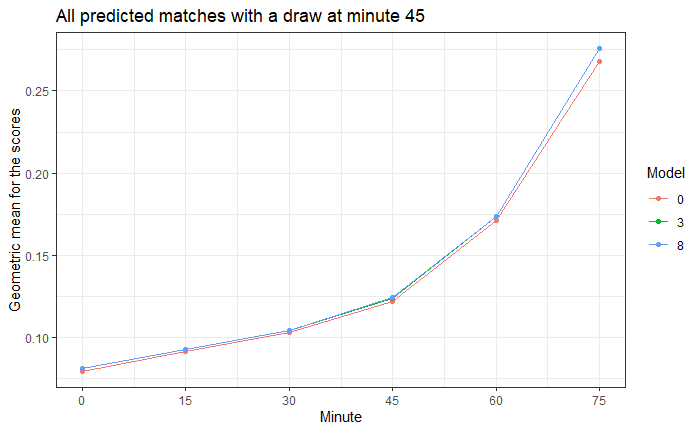 All predicted matches with a draw at minute 45
Geometric mean for the scores
0.25
0.20
0.15
0.10
0 15 30 45 60 75
Minute
Model
0
3
8